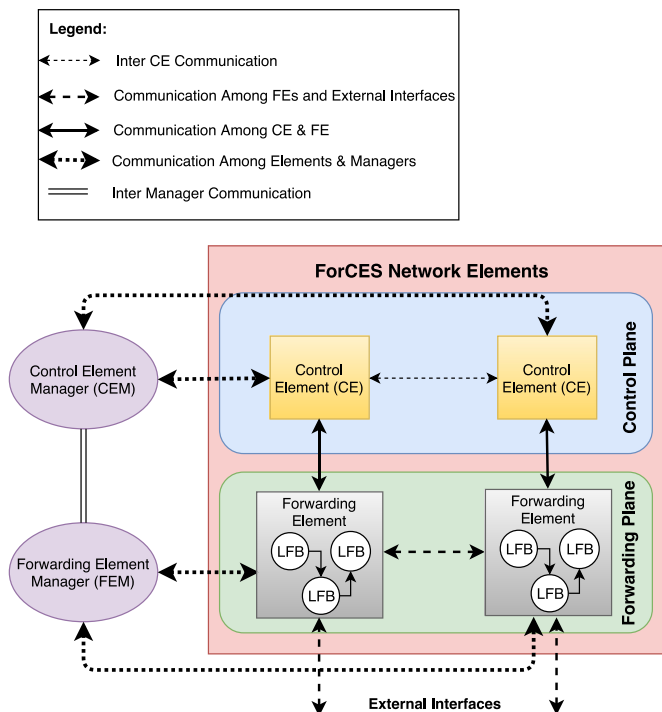 Legend:
Inter CE Communication
Communication Among FEs and External Interfaces
Communication Among CE & FE
Communication Among Elements & Managers
Inter Manager Communication
ForCES Network Elements
Control Plane
Control Element
Manager (CEM)
Control
Element (CE)
Control
Element (CE)
Forwarding Plane
Forwarding Element
Manager (FEM)
Forwarding
Element
LFB
LFB
LFB
Forwarding
Element
LFB
LFB
LFB
External Interfaces